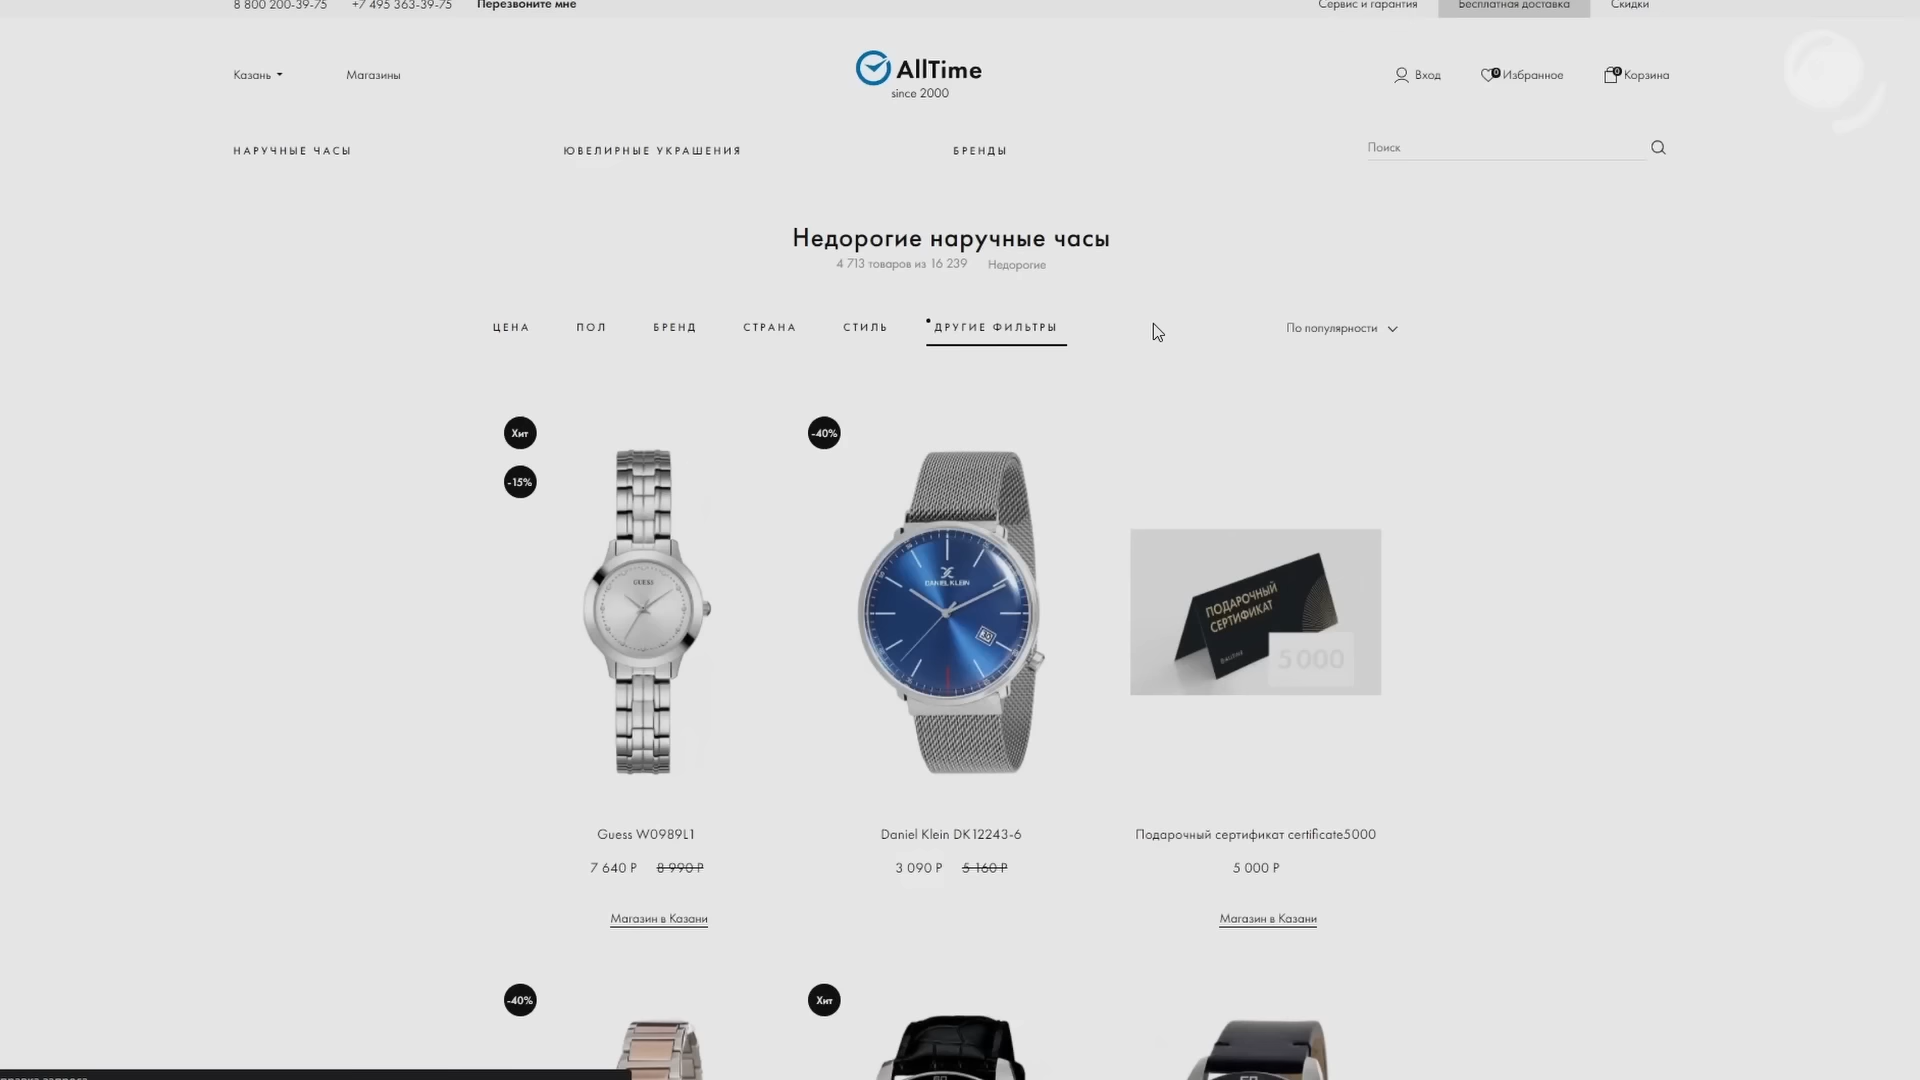 8 800 200-39-75 +7 495 363-39-75 Перезвоните мне Сервис и гарантия Бесплатная доставка Скидки
Казань Магазины AllTime Вход 0 Избранное 0 Корзина
since 2000
НАРУЧНЫЕ ЧАСЫ ЮВЕЛИРНЫЕ УКРАШЕНИЯ БРЕНДЫ Поиск
Недорогие наручные часы
4 713 товаров из 16 239 Недорогие
ЦЕНА ПОЛ БРЕНД СТРАНА СТИЛЬ ДРУГИЕ ФИЛЬТРЫ По популярности
Хит -40%
-15%
GUESS
DANIEL KLEIN
30
ПОДАРОЧНЫЙ
СЕРТИФИКАТ
5 000
Guess W0989L1 Daniel Klein DK12243-6 Подарочный сертификат certificate5000
7 640 Р 8 990 Р 3 090 Р 5 160 Р 5 000 Р
Магазин в Казани Магазин в Казани
-40% Хит